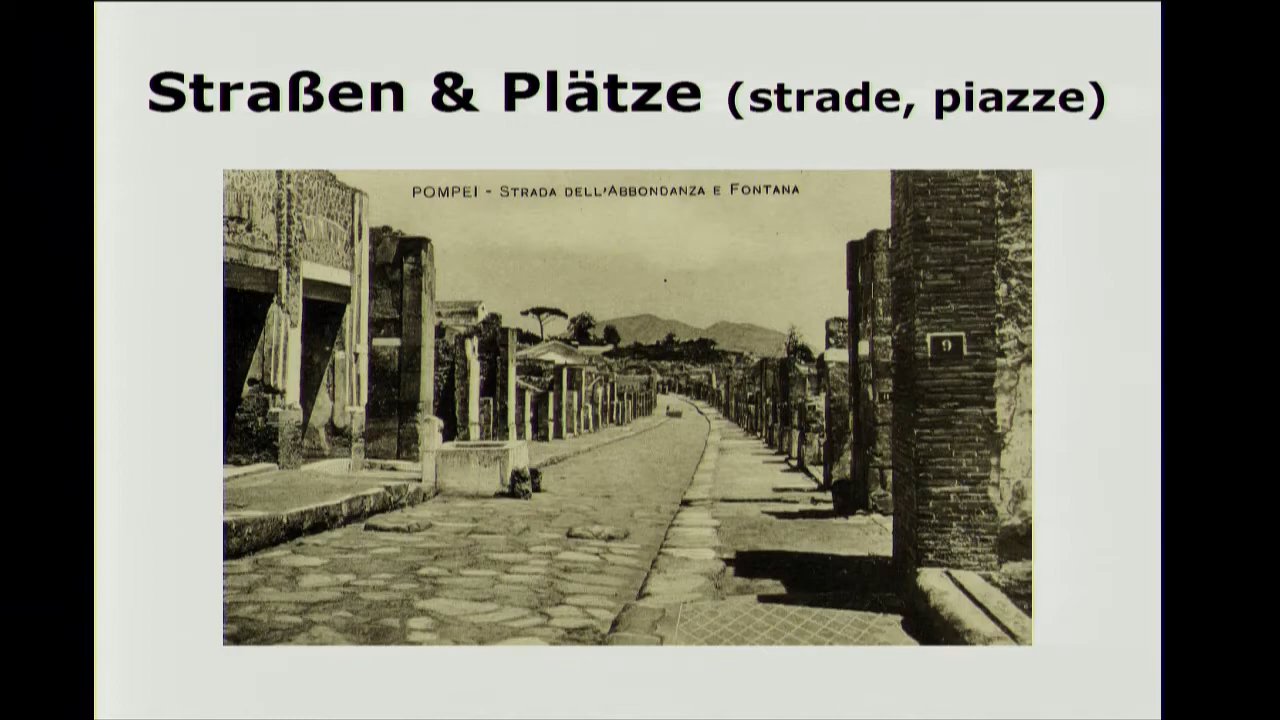 Straßen & Plätze (strade, piazze)
POMPEI - STRADA DELL'ABBONDANZA E FONTANA
9